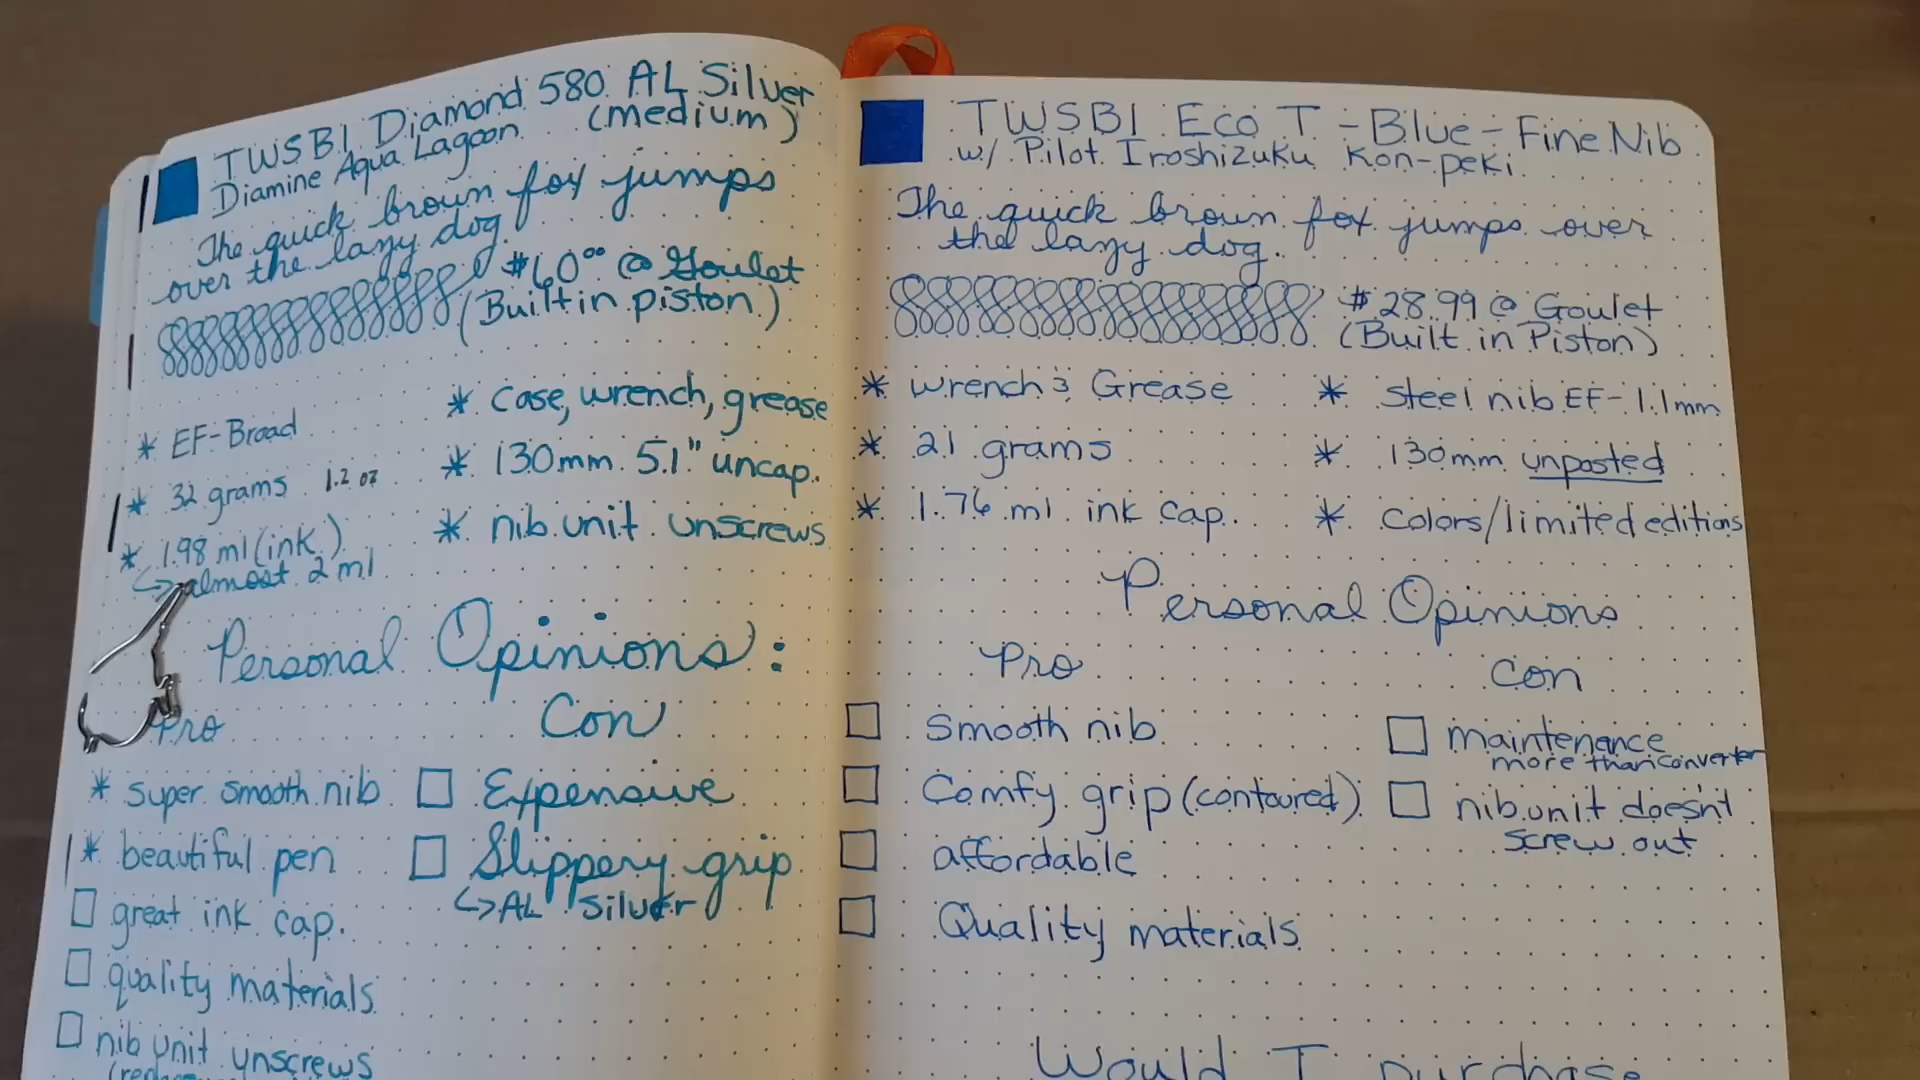 TWSBI Diamond 580 AL Silver
Diamine Aqua Lagoon (medium)
The quick brown fox jumps
over the lazy dog.
$60.00 @ Goulet
(Built in piston)
* EF-Broad
* 32 grams 1.2 oz
* 1.98 ml (ink)
↳ almost 2 ml
* case, wrench, grease
* 130mm 5.1" uncap.
* nib unit unscrews
Personal Opinions:
Pro
* super smooth nib
* beautiful pen
□ great ink cap.
□ quality materials
□ nib unit unscrews
Con
□ Expensive
□ Slippery grip
↳ AL Silver
TWSBI Eco T - Blue - Fine Nib
w/ Pilot Iroshizuku Kon-peki
The quick brown fox jumps over
the lazy dog.
$28.99 @ Goulet
(Built in Piston)
* wrench & Grease
* 21 grams
* 1.76 ml ink cap.
* steel nib EF-1.1mm
* 130mm unposted
* colors/limited editions
Personal Opinions
Pro
□ smooth nib
□ Comfy grip (contoured)
□ affordable
□ Quality materials
Con
□ maintenance
more than converter
□ nib unit doesn't
screw out
Would I purchase